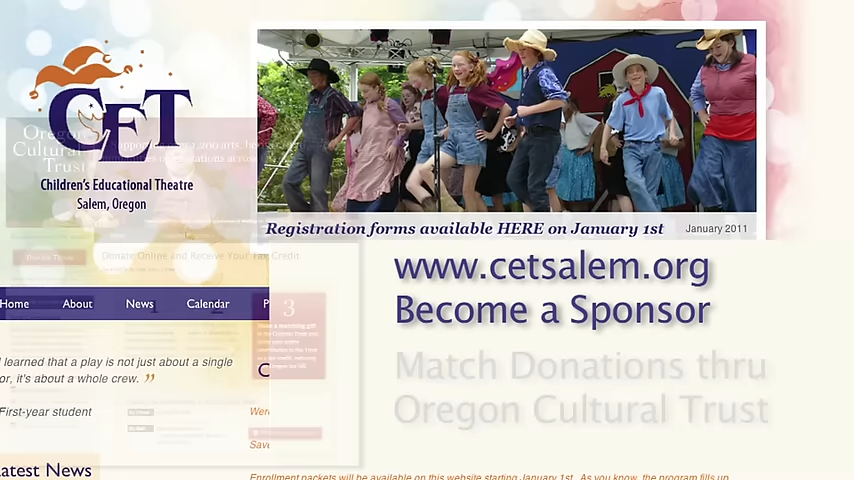 CET
Children's Educational Theatre
Salem, Oregon
Oregon
Cultural
Trust
Registration forms available HERE on January 1st
January 2011
www.cetsalem.org
Become a Sponsor
Match Donations thru
Oregon Cultural Trust
Donate Online and Receive Your Tax Credit
Home About News Calendar P
3
learned that a play is not just about a single
or, it's about a whole crew. ”
First-year student
Were
Save
atest News
Enrollment packets will be available on this website starting January 1st. As you know, the program fills up